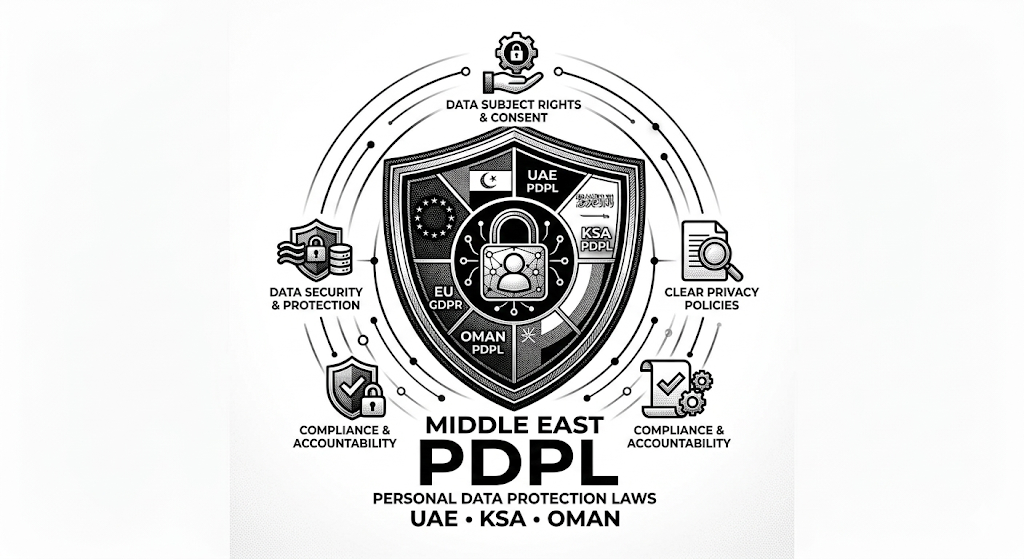 DATA SUBJECT RIGHTS
& CONSENT
UAE
PDPL
KSA
PDPL
EU
GDPR
OMAN
PDPL
DATA SECURITY
& PROTECTION
CLEAR PRIVACY
POLICIES
COMPLIANCE &
ACCOUNTABILITY
COMPLIANCE &
ACCOUNTABILITY
MIDDLE EAST
PDPL
PERSONAL DATA PROTECTION LAWS
UAE • KSA • OMAN